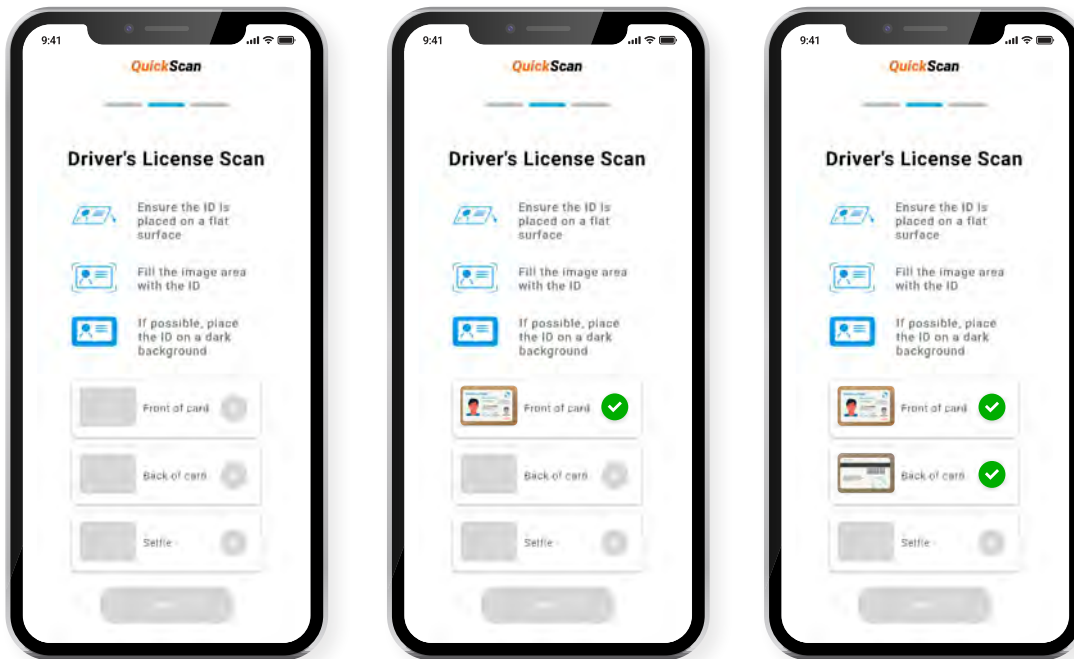 9:41
QuickScan
Driver's License Scan
Ensure the ID is
placed on a flat
surface
Fill the image area
with the ID
If possible, place
the ID on a dark
background
Front of card
Back of card
Selfie
9:41
QuickScan
Driver's License Scan
Ensure the ID is
placed on a flat
surface
Fill the image area
with the ID
If possible, place
the ID on a dark
background
Front of card
Back of card
Selfie
9:41
QuickScan
Driver's License Scan
Ensure the ID is
placed on a flat
surface
Fill the image area
with the ID
If possible, place
the ID on a dark
background
Front of card
Back of card
Selfie